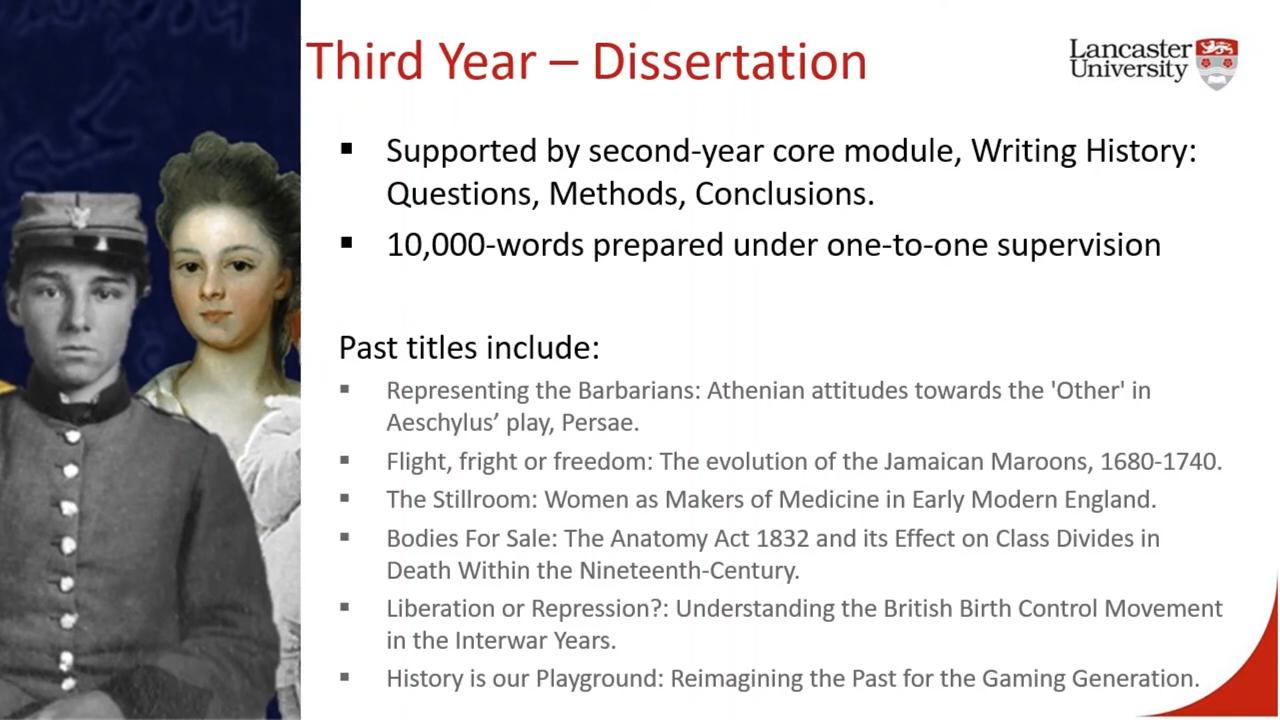 Third Year – Dissertation
Lancaster
University
▪ Supported by second-year core module, Writing History:
Questions, Methods, Conclusions.
▪ 10,000-words prepared under one-to-one supervision
Past titles include:
▪ Representing the Barbarians: Athenian attitudes towards the 'Other' in
Aeschylus’ play, Persae.
▪ Flight, fright or freedom: The evolution of the Jamaican Maroons, 1680-1740.
▪ The Stillroom: Women as Makers of Medicine in Early Modern England.
▪ Bodies For Sale: The Anatomy Act 1832 and its Effect on Class Divides in
Death Within the Nineteenth-Century.
▪ Liberation or Repression?: Understanding the British Birth Control Movement
in the Interwar Years.
▪ History is our Playground: Reimagining the Past for the Gaming Generation.